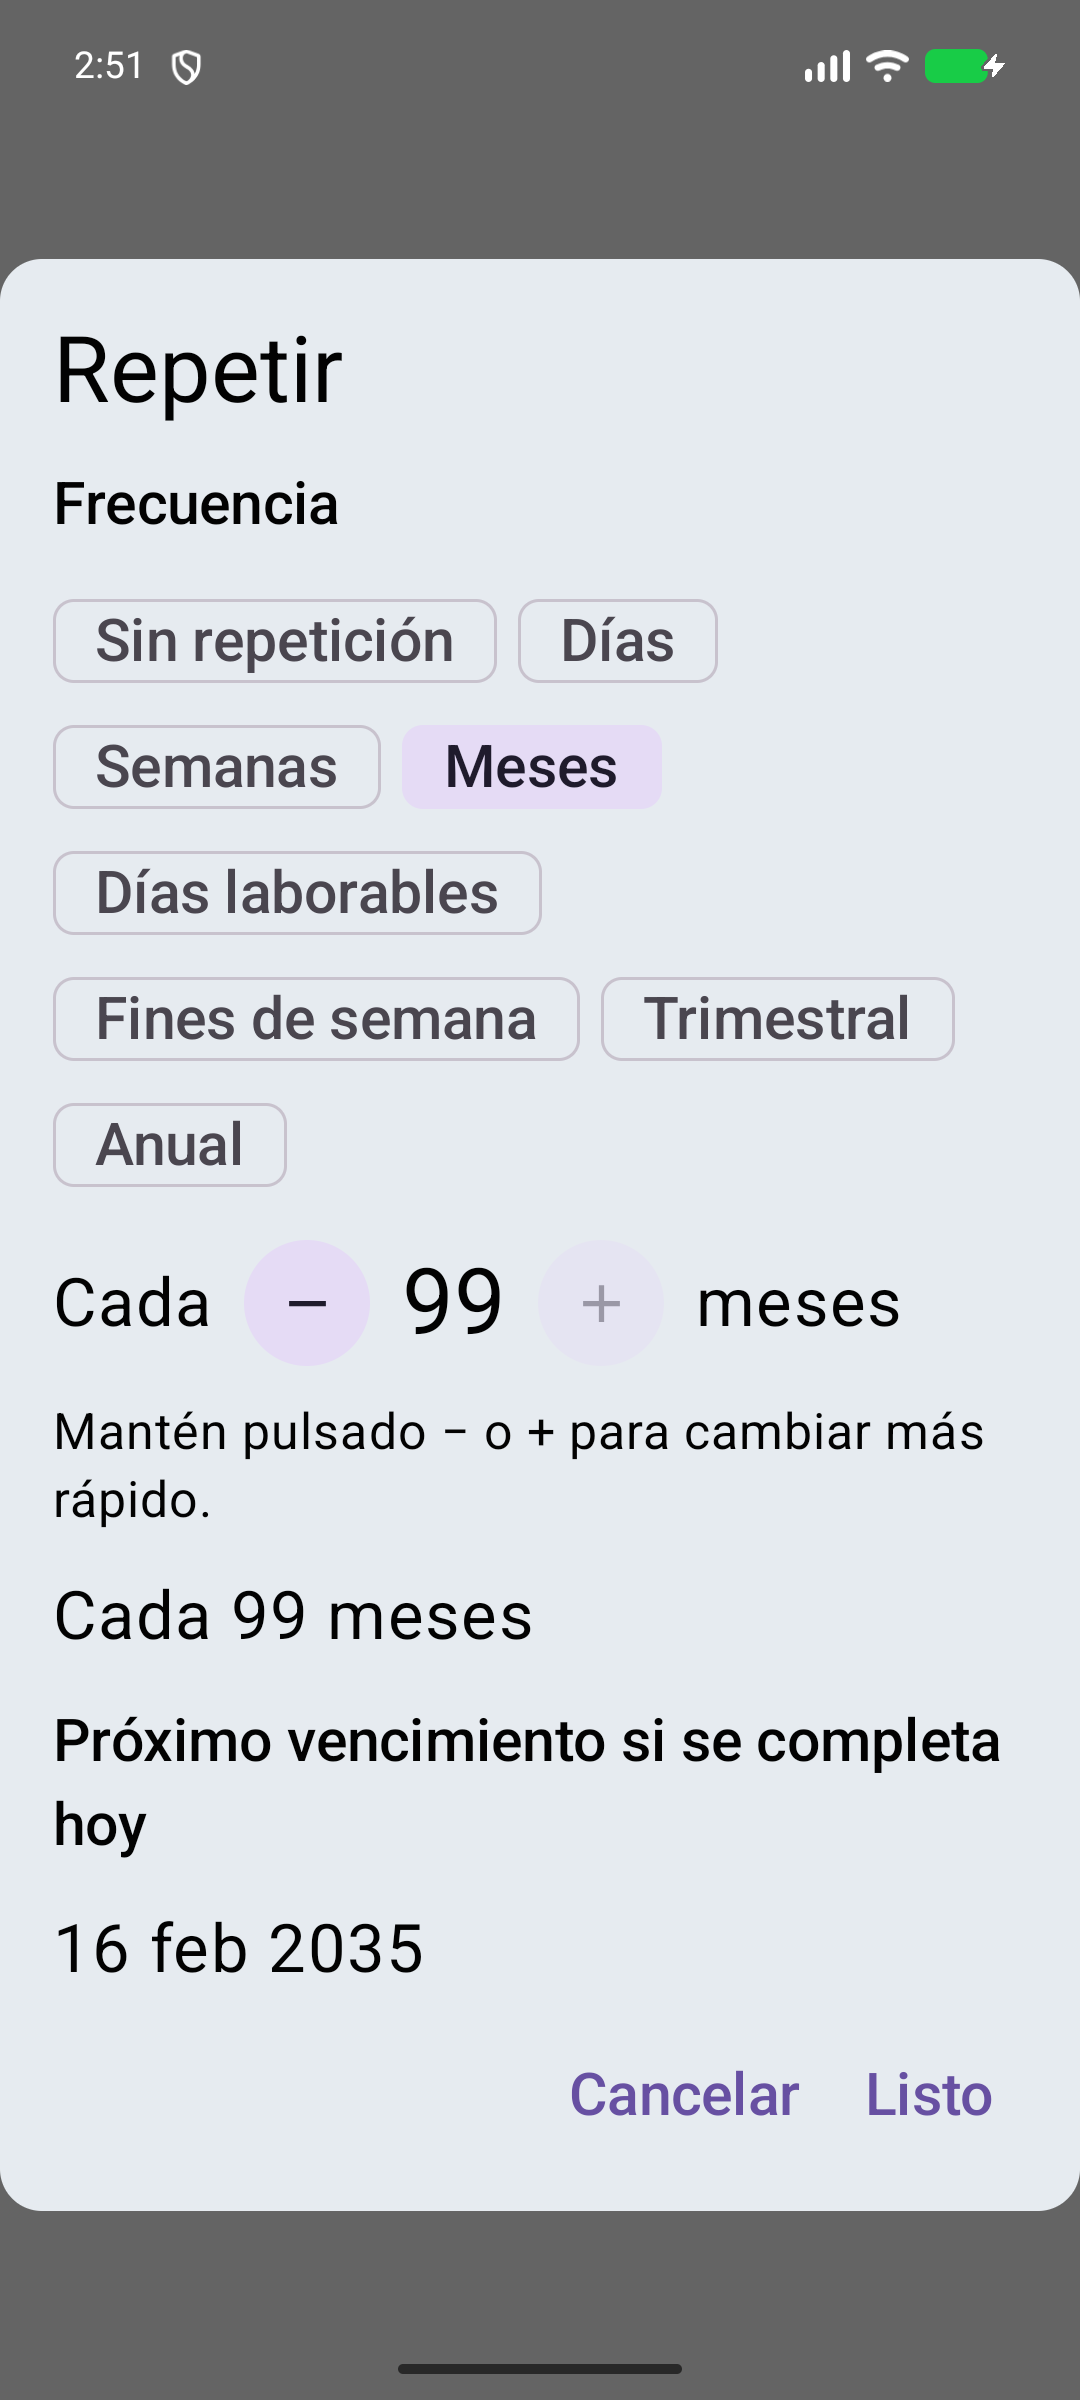 2:51
Repetir
Frecuencia
Sin repetición
Días
Semanas
Meses
Días laborables
Fines de semana
Trimestral
Anual
Cada − 99 + meses
Mantén pulsado − o + para cambiar más
rápido.
Cada 99 meses
Próximo vencimiento si se completa
hoy
16 feb 2035
Cancelar
Listo